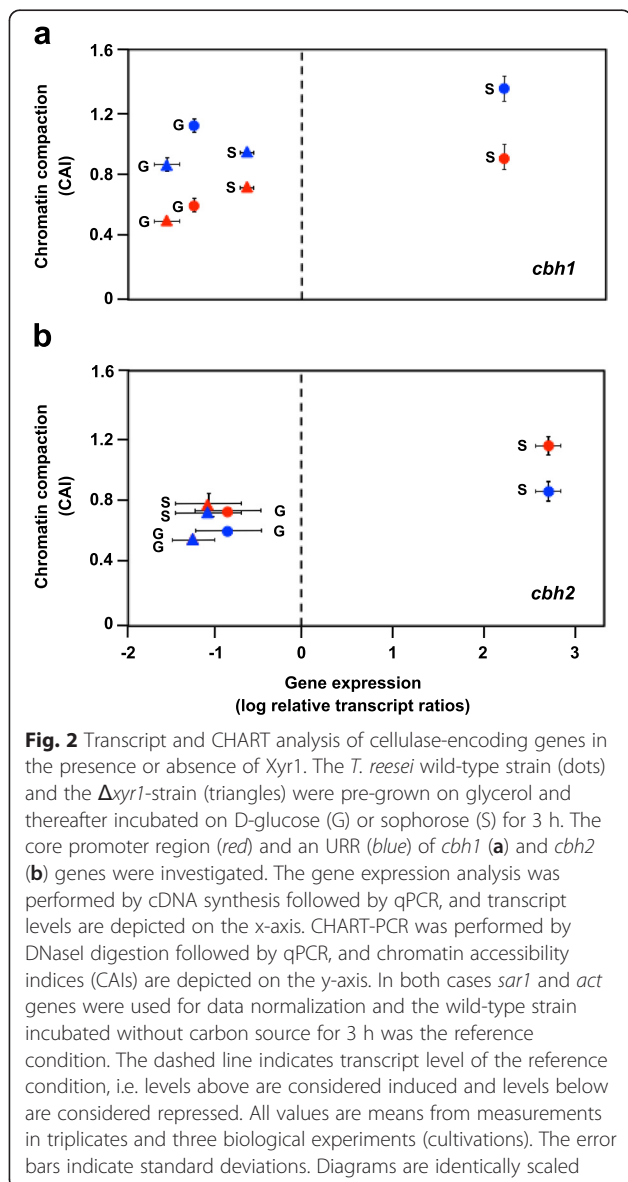 a
1.6
1.2
0.8
0.4
0
Chromatin compaction
(CAI)
G
S
G
S
G
G
S
S
cbh1
b
1.6
1.2
0.8
0.4
0
Chromatin compaction
(CAI)
S
S
S
S
G
G
G
G
cbh2
-2
-1
0
1
2
3
Gene expression
(log relative transcript ratios)
Fig. 2 Transcript and CHART analysis of cellulase-encoding genes in
the presence or absence of Xyr1. The T. reesei wild-type strain (dots)
and the Δxyr1-strain (triangles) were pre-grown on glycerol and
thereafter incubated on D-glucose (G) or sophorose (S) for 3 h. The
core promoter region (red) and an URR (blue) of cbh1 (a) and cbh2
(b) genes were investigated. The gene expression analysis was
performed by cDNA synthesis followed by qPCR, and transcript
levels are depicted on the x-axis. CHART-PCR was performed by
DNaseI digestion followed by qPCR, and chromatin accessibility
indices (CAIs) are depicted on the y-axis. In both cases sar1 and act
genes were used for data normalization and the wild-type strain
incubated without carbon source for 3 h was the reference
condition. The dashed line indicates transcript level of the reference
condition, i.e. levels above are considered induced and levels below
are considered repressed. All values are means from measurements
in triplicates and three biological experiments (cultivations). The error
bars indicate standard deviations. Diagrams are identically scaled